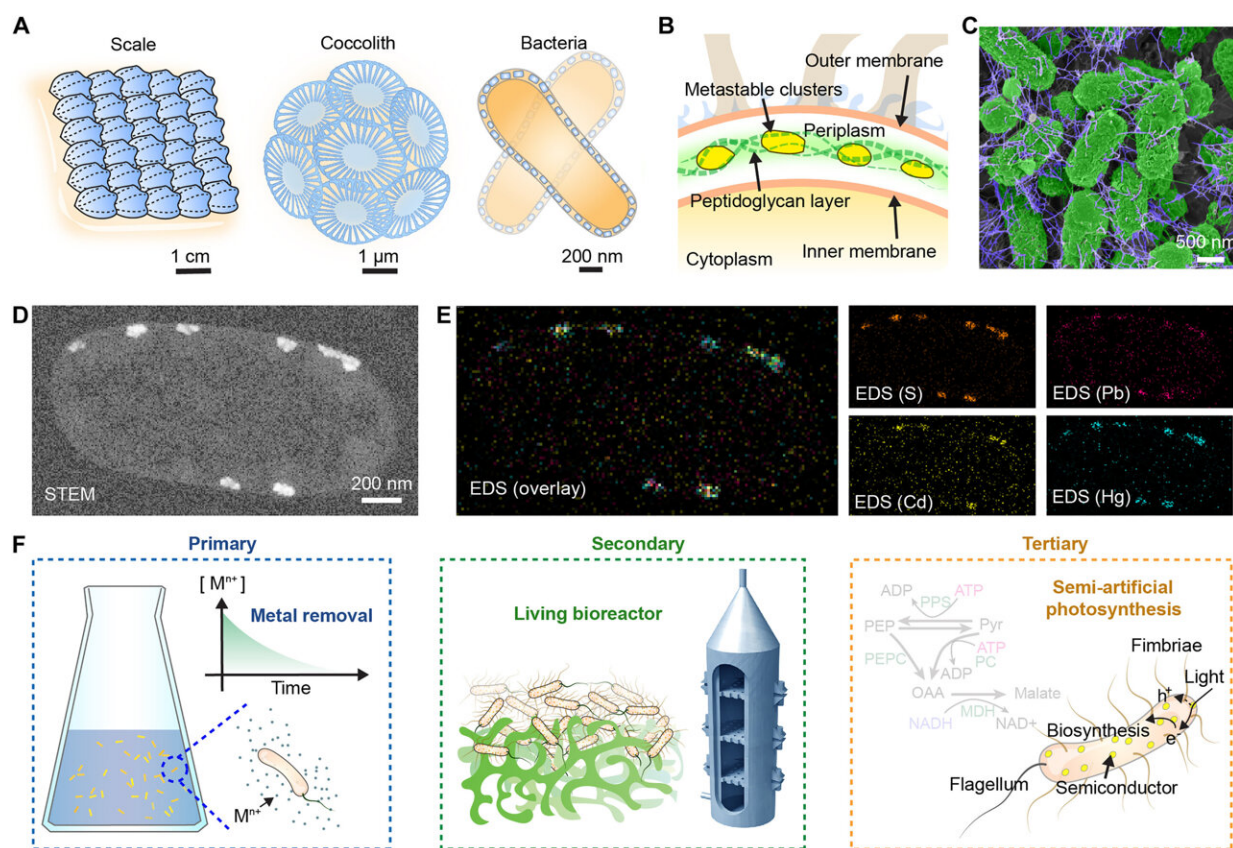 A
Scale
Coccolith
Bacteria
1 cm
1 µm
200 nm
B
Outer membrane
Metastable clusters
Periplasm
Peptidoglycan layer
Inner membrane
Cytoplasm
C
500 nm
D
STEM
200 nm
E
EDS (overlay)
EDS (S)
EDS (Pb)
EDS (Cd)
EDS (Hg)
F
Primary
[ Mⁿ⁺]
Metal removal
Time
Mⁿ⁺
Secondary
Living bioreactor
Tertiary
Semi-artificial
photosynthesis
ADP
ATP
PPS
PEP
Pyr
ATP
PEPC
PC
ADP
OAA
Malate
NADH
MDH
NAD+
Fimbriae
Light
h⁺
Biosynthesis
e⁻
Flagellum
Semiconductor